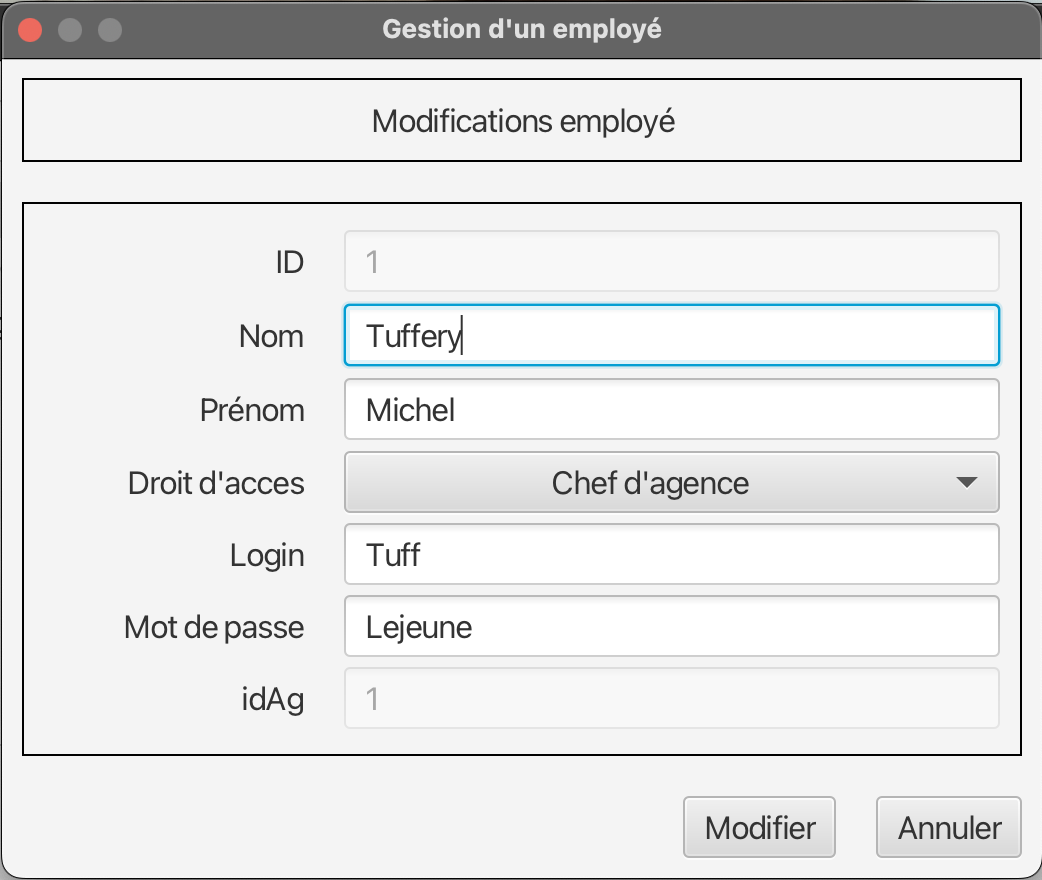 Gestion d'un employé
Modifications employé
ID 1
Nom Tuffery
Prénom Michel
Droit d'acces Chef d'agence
Login Tuff
Mot de passe Lejeune
idAg 1
Modifier Annuler